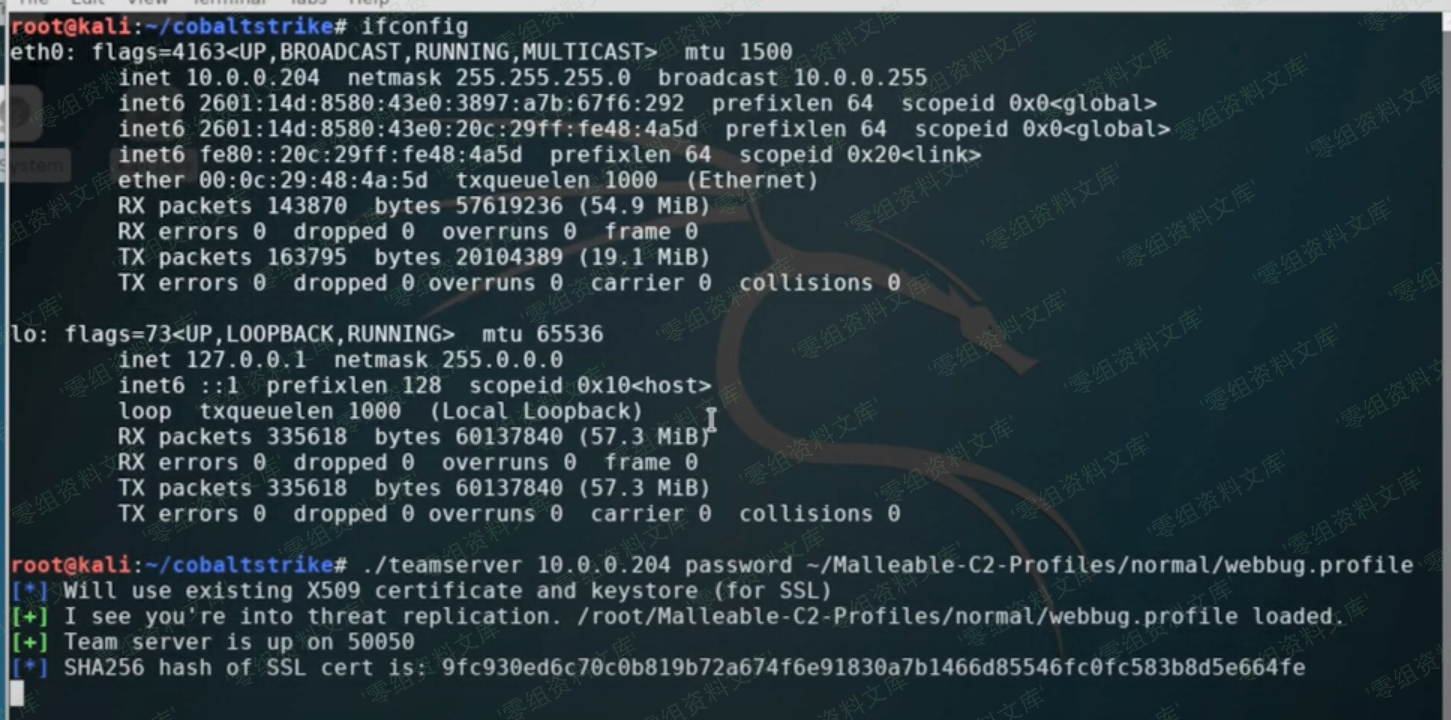 File Edit View Terminal Tabs Help
root@kali:~/cobaltstrike# ifconfig
eth0: flags=4163<UP,BROADCAST,RUNNING,MULTICAST>  mtu 1500
        inet 10.0.0.204  netmask 255.255.255.0  broadcast 10.0.0.255
        inet6 2601:14d:8580:43e0:3897:a7b:67f6:292  prefixlen 64  scopeid 0x0<global>
        inet6 2601:14d:8580:43e0:20c:29ff:fe48:4a5d  prefixlen 64  scopeid 0x0<global>
        inet6 fe80::20c:29ff:fe48:4a5d  prefixlen 64  scopeid 0x20<link>
        ether 00:0c:29:48:4a:5d  txqueuelen 1000  (Ethernet)
        RX packets 143870  bytes 57619236 (54.9 MiB)
        RX errors 0  dropped 0  overruns 0  frame 0
        TX packets 163795  bytes 20104389 (19.1 MiB)
        TX errors 0  dropped 0 overruns 0  carrier 0  collisions 0
lo: flags=73<UP,LOOPBACK,RUNNING>  mtu 65536
        inet 127.0.0.1  netmask 255.0.0.0
        inet6 ::1  prefixlen 128  scopeid 0x10<host>
        loop  txqueuelen 1000  (Local Loopback)
        RX packets 335618  bytes 60137840 (57.3 MiB)
        RX errors 0  dropped 0  overruns 0  frame 0
        TX packets 335618  bytes 60137840 (57.3 MiB)
        TX errors 0  dropped 0 overruns 0  carrier 0  collisions 0
root@kali:~/cobaltstrike# ./teamserver 10.0.0.204 password ~/Malleable-C2-Profiles/normal/webbug.profile
[*] Will use existing X509 certificate and keystore (for SSL)
[+] I see you're into threat replication. /root/Malleable-C2-Profiles/normal/webbug.profile loaded.
[+] Team server is up on 50050
[*] SHA256 hash of SSL cert is: 9fc930ed6c70c0b819b72a674f6e91830a7b1466d85546fc0fc583b8d5e664fe
'零组资料文库'